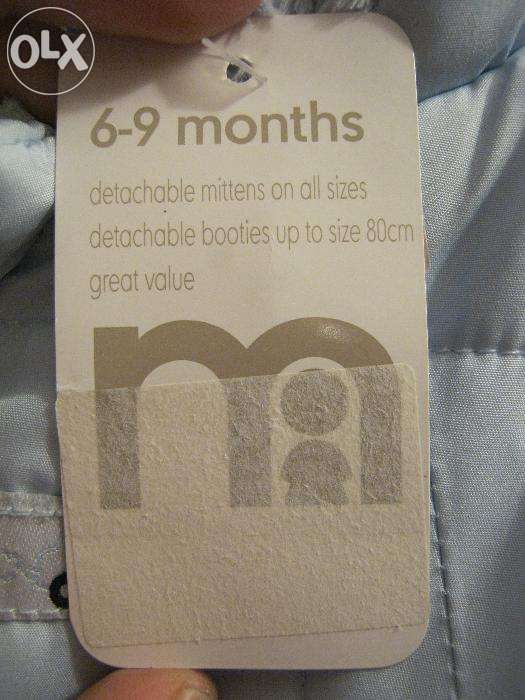 OLX
6-9 months
detachable mittens on all sizes
detachable booties up to size 80cm
great value